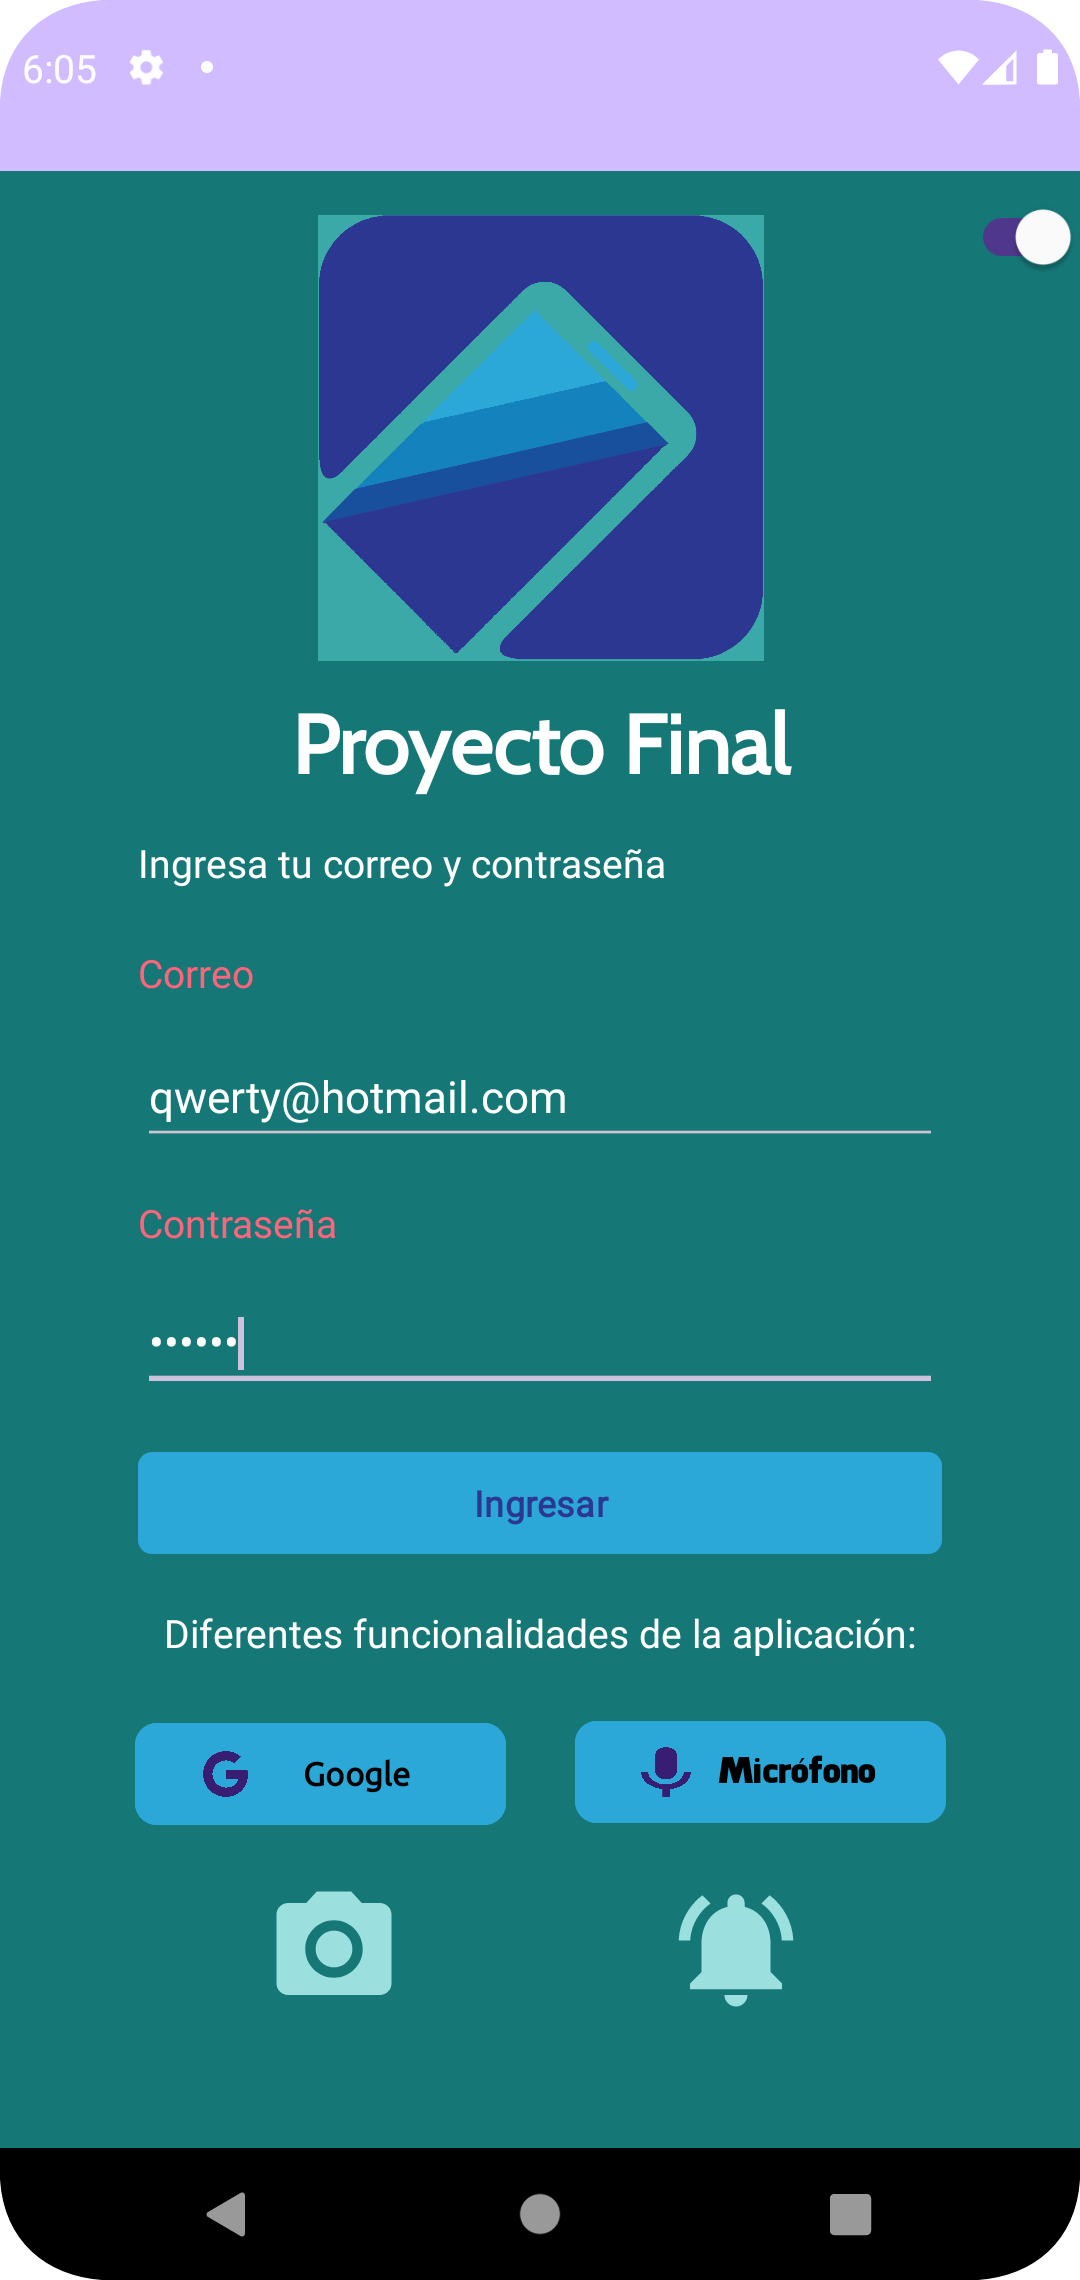 6:05
Proyecto Final
Ingresa tu correo y contraseña
Correo
qwerty@hotmail.com
Contraseña
••••••
Ingresar
Diferentes funcionalidades de la aplicación:
Google
Micrófono